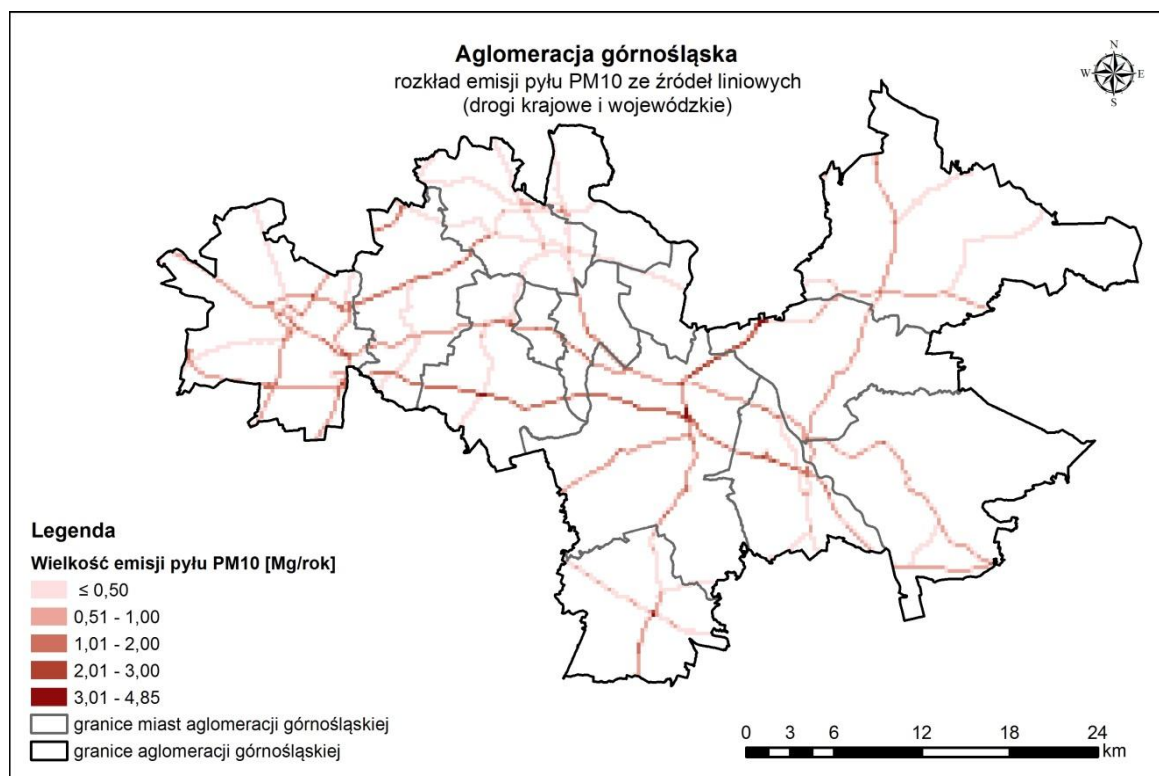 Aglomeracja górnośląska
rozkład emisji pyłu PM10 ze źródeł liniowych
(drogi krajowe i wojewódzkie)
N
W E
S
Legenda
Wielkość emisji pyłu PM10 [Mg/rok]
≤ 0,50
0,51 - 1,00
1,01 - 2,00
2,01 - 3,00
3,01 - 4,85
granice miast aglomeracji górnośląskiej
granice aglomeracji górnośląskiej
0 3 6 12 18 24
km